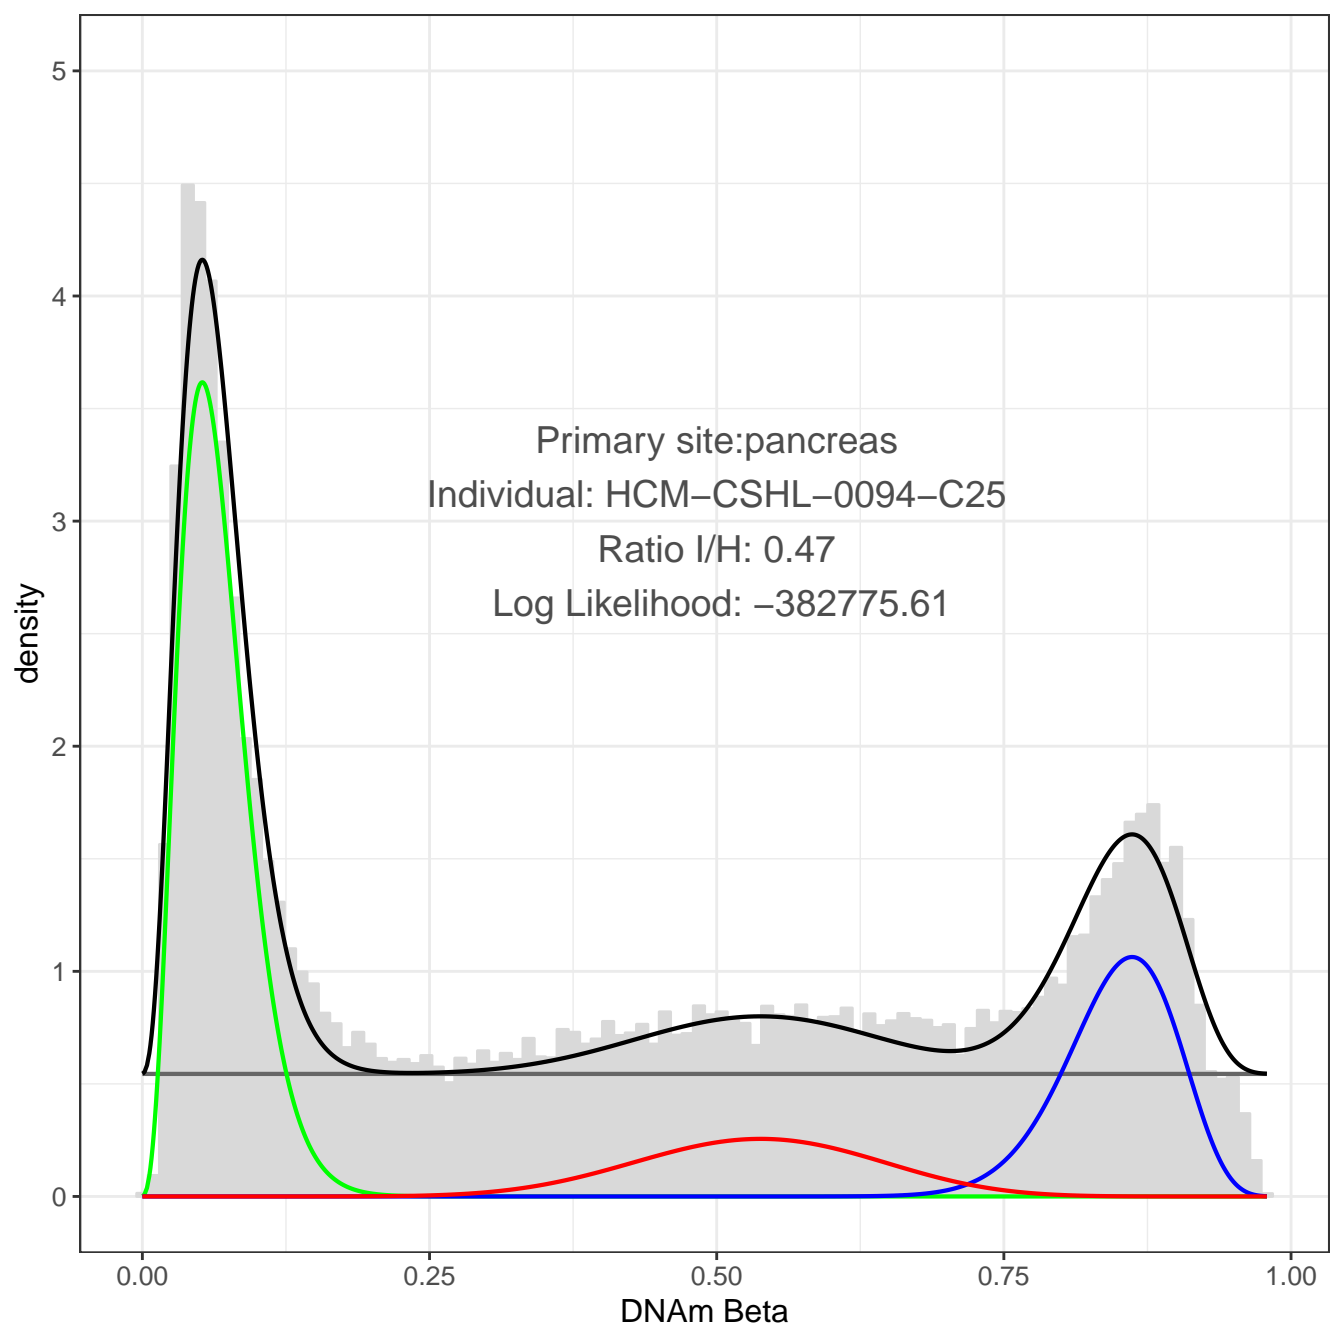 5
4
3
2
1
0
density
Primary site:pancreas
Individual: HCM−CSHL−0094−C25
Ratio I/H: 0.47
Log Likelihood: −382775.61
0.00 0.25 0.50 0.75 1.00
DNAm Beta